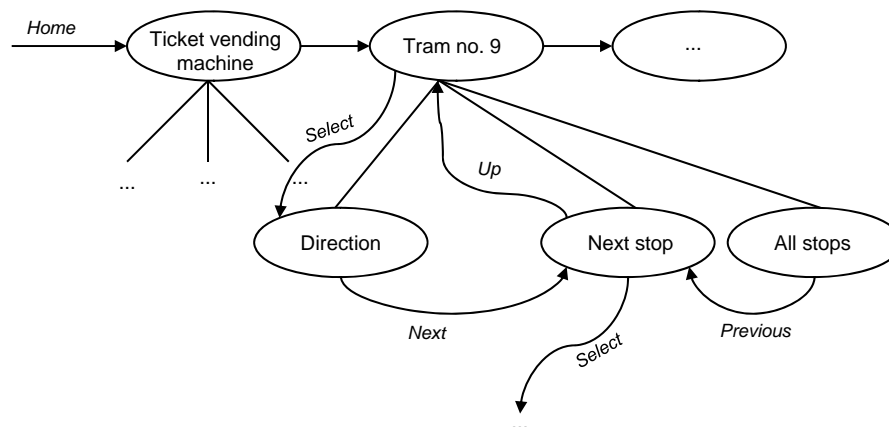 Home
Ticket vending
machine
Tram no. 9
...
Select
Up
...
...
...
Direction
Next stop
All stops
Next
Select
Previous
...